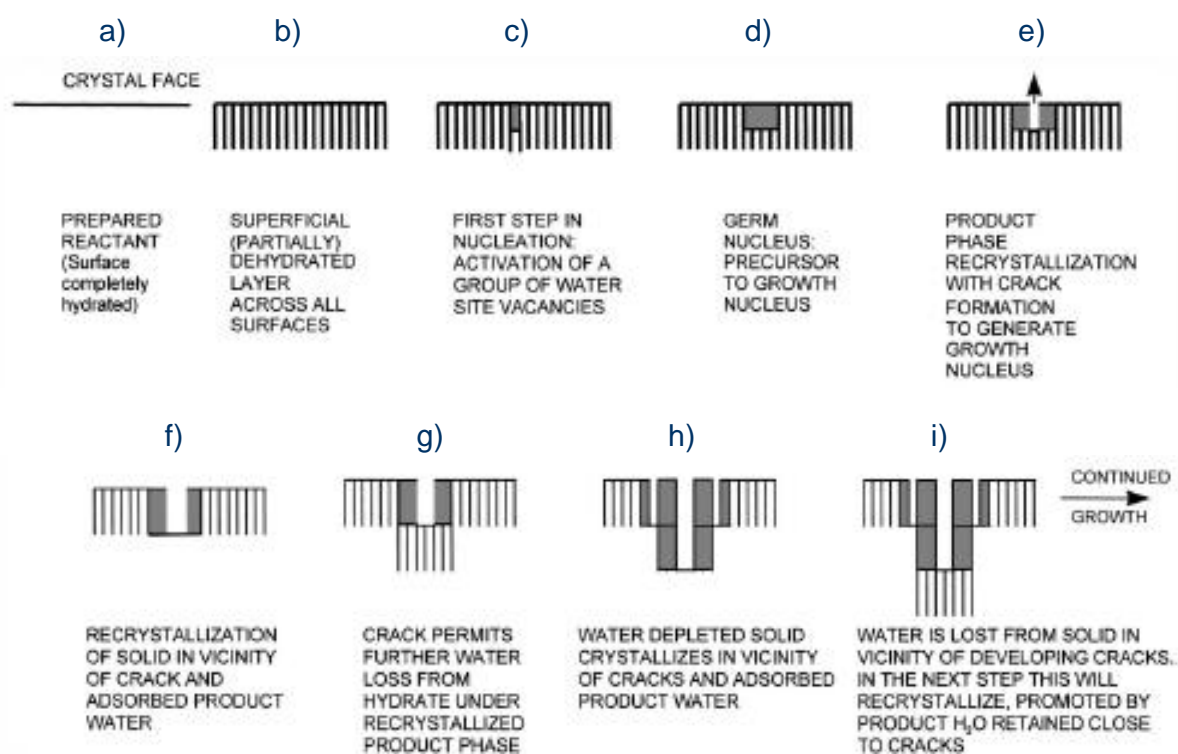 a)
b)
c)
d)
e)
CRYSTAL FACE
PREPARED
REACTANT
(Surface
completely
hydrated)
SUPERFICIAL
(PARTIALLY)
DEHYDRATED
LAYER
ACROSS ALL
SURFACES
FIRST STEP IN
NUCLEATION:
ACTIVATION OF A
GROUP OF WATER
SITE VACANCIES
GERM
NUCLEUS:
PRECURSOR
TO GROWTH
NUCLEUS
PRODUCT
PHASE
RECRYSTALLIZATION
WITH CRACK
FORMATION
TO GENERATE
GROWTH
NUCLEUS
f)
g)
h)
i)
CONTINUED
GROWTH
RECRYSTALLIZATION
OF SOLID IN VICINITY
OF CRACK AND
ADSORBED PRODUCT
WATER
CRACK PERMITS
FURTHER WATER
LOSS FROM
HYDRATE UNDER
RECRYSTALLIZED
PRODUCT PHASE
WATER DEPLETED SOLID
CRYSTALLIZES IN VICINITY
OF CRACKS AND ADSORBED
PRODUCT WATER
WATER IS LOST FROM SOLID IN
VICINITY OF DEVELOPING CRACKS.
IN THE NEXT STEP THIS WILL
RECRYSTALLIZE, PROMOTED BY
PRODUCT H₂O RETAINED CLOSE
TO CRACKS